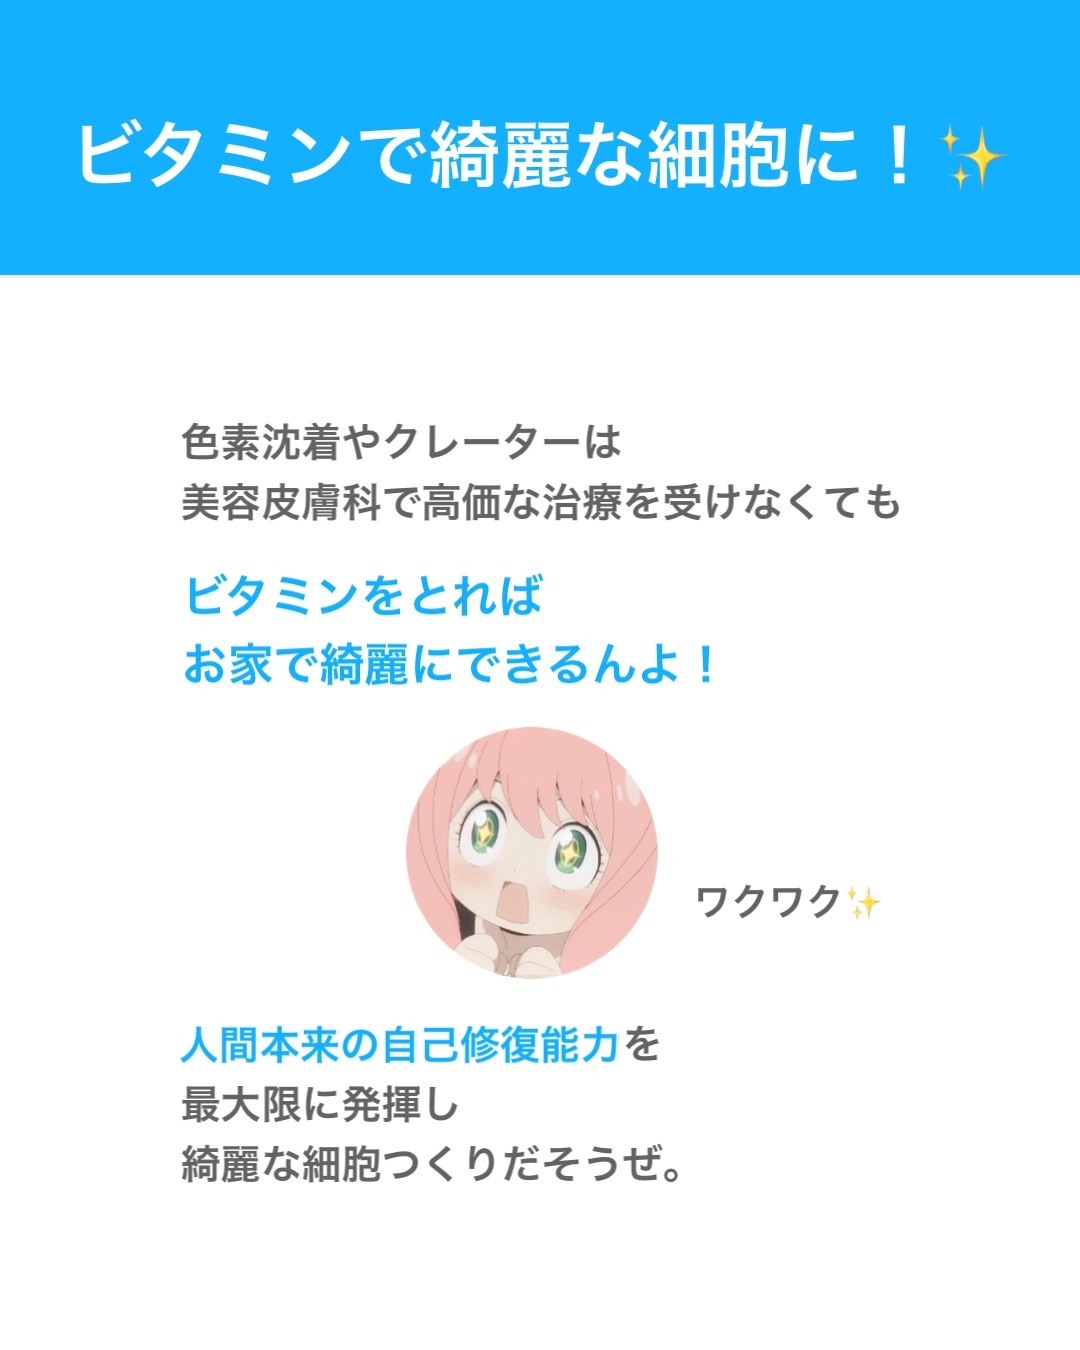 ビタミンで綺麗な細胞に！✨
色素沈着やクレーターは
美容皮膚科で高価な治療を受けなくても
ビタミンをとれば
お家で綺麗にできるんよ！
ワクワク✨
人間本来の自己修復能力を
最大限に発揮し
綺麗な細胞つくりだそうぜ。